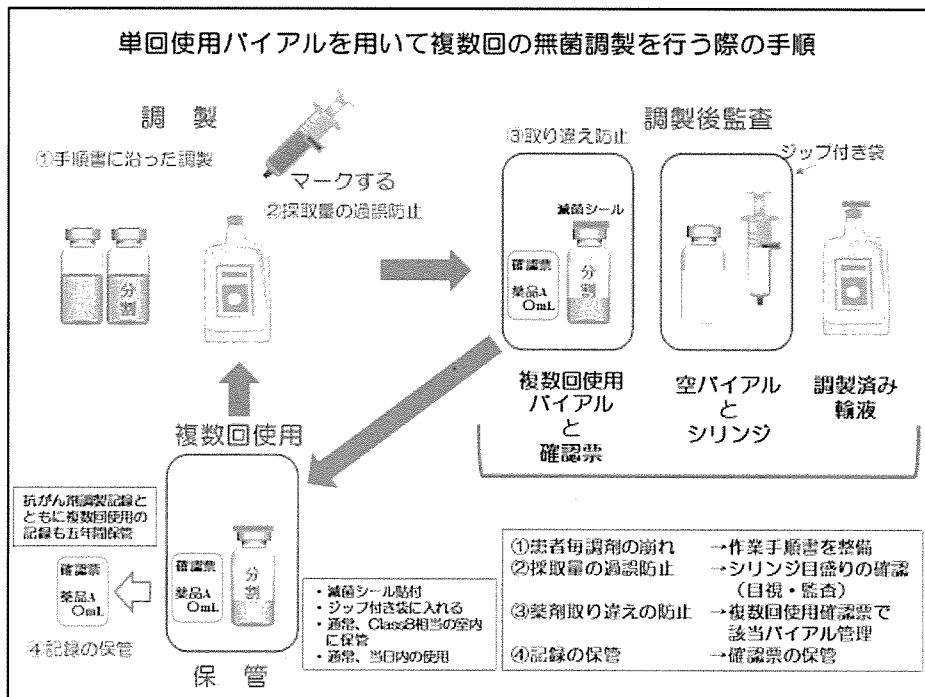 単回使用バイアルを用いて複数回の無菌調製を行う際の手順
調 製
①手順書に沿った調製
マークする
②採取量の過誤防止
分割
調製後監査
③取り違え防止
ジップ付き袋
滅菌シール
確認票
薬品A
〇mL
分割
複数回使用
バイアル
と
確認票
空バイアル
と
シリンジ
調製済み
輸液
複数回使用
抗がん剤調製記録と
ともに複数回使用の
記録も五年間保管
確認票
薬品A
〇mL
④記録の保管
確認票
薬品A
〇mL
分割
保 管
・滅菌シール貼付
・ジップ付き袋に入れる
・通常、Class8相当の室内
に保管
・通常、当日内の使用
①患者毎調剤の崩れ →作業手順書を整備
②採取量の過誤防止 →シリンジ目盛りの確認
（目視・監査）
③薬剤取り違えの防止 →複数回使用確認票で
該当バイアル管理
④記録の保管 →確認票の保管